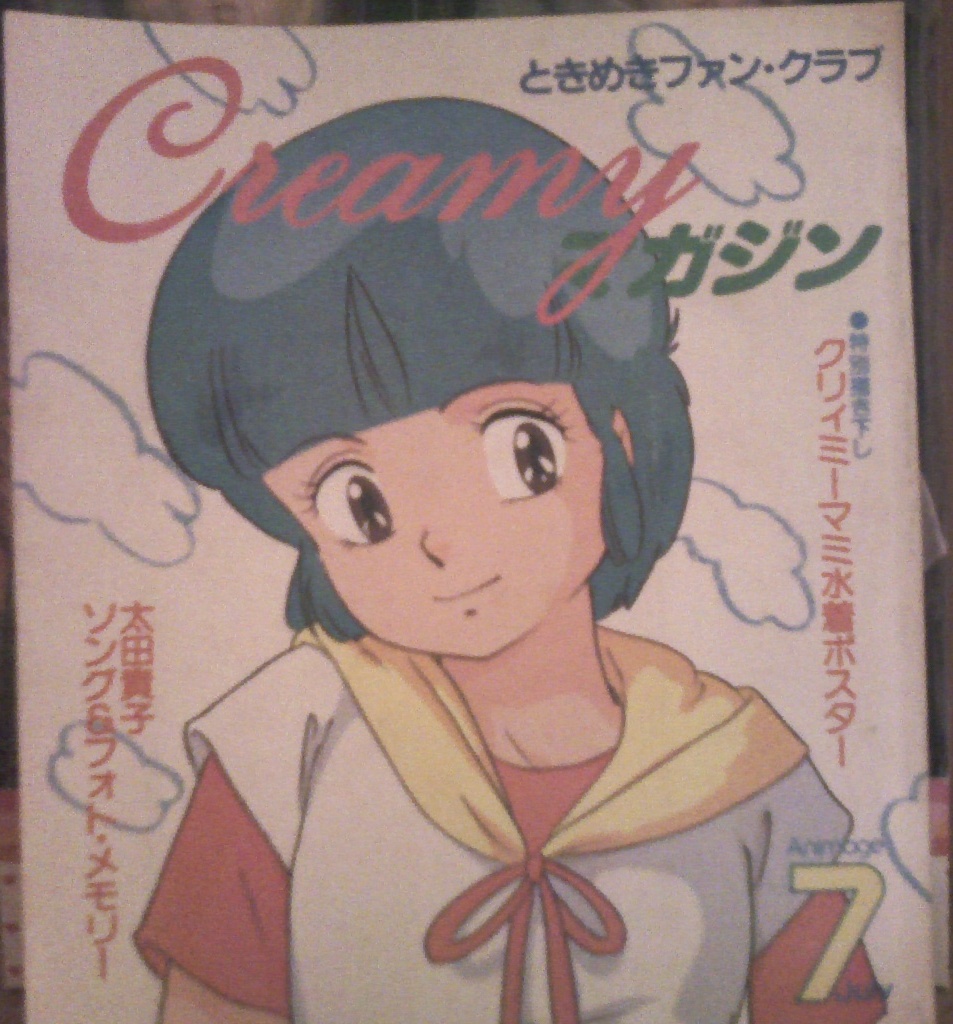 ときめきファン・クラブ
Creamy
マガジン
●特別描き下し
クリィミーマミ水着ポスター
太田貴子
ソング&フォト・メモリー
Animage
7
July